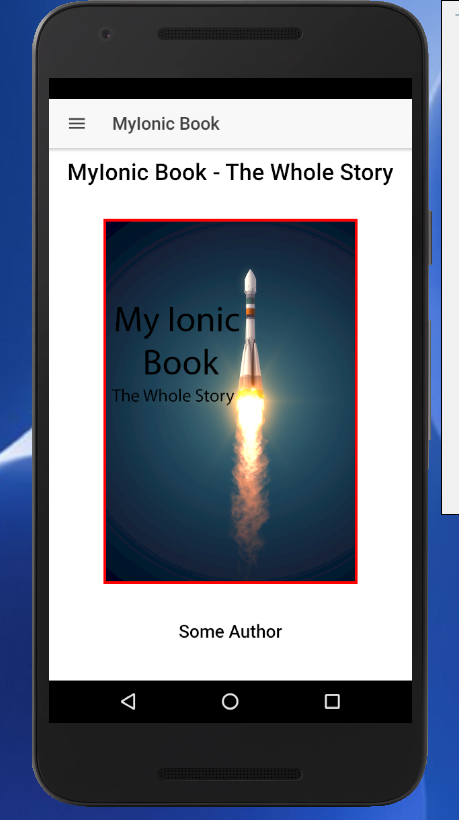 MyIonic Book
MyIonic Book - The Whole Story
My Ionic
Book
The Whole Story
Some Author